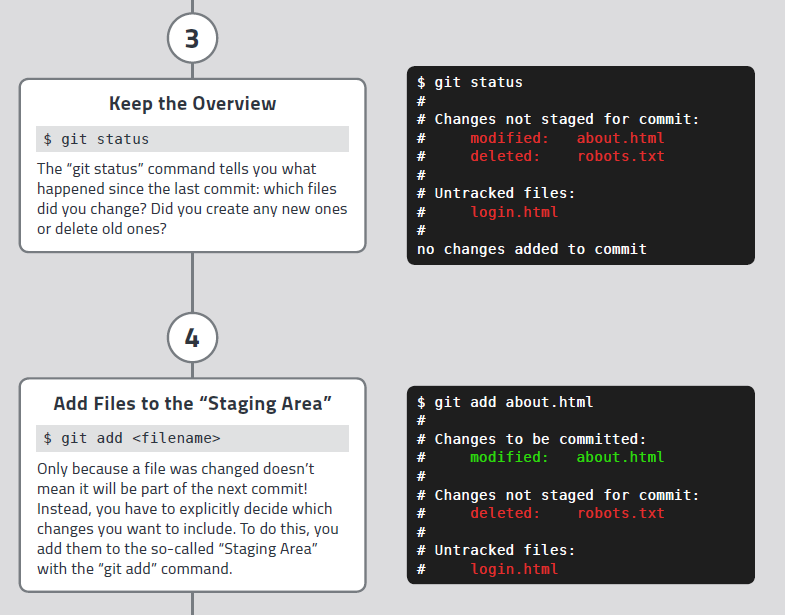 3
Keep the Overview
$ git status
The “git status” command tells you what
happened since the last commit: which files
did you change? Did you create any new ones
or delete old ones?
$ git status
#
# Changes not staged for commit:
#     modified:   about.html
#     deleted:    robots.txt
#
# Untracked files:
#     login.html
#
no changes added to commit
4
Add Files to the “Staging Area”
$ git add <filename>
Only because a file was changed doesn’t
mean it will be part of the next commit!
Instead, you have to explicitly decide which
changes you want to include. To do this, you
add them to the so-called “Staging Area”
with the “git add” command.
$ git add about.html
#
# Changes to be committed:
#     modified:   about.html
#
# Changes not staged for commit:
#     deleted:    robots.txt
#
# Untracked files:
#     login.html